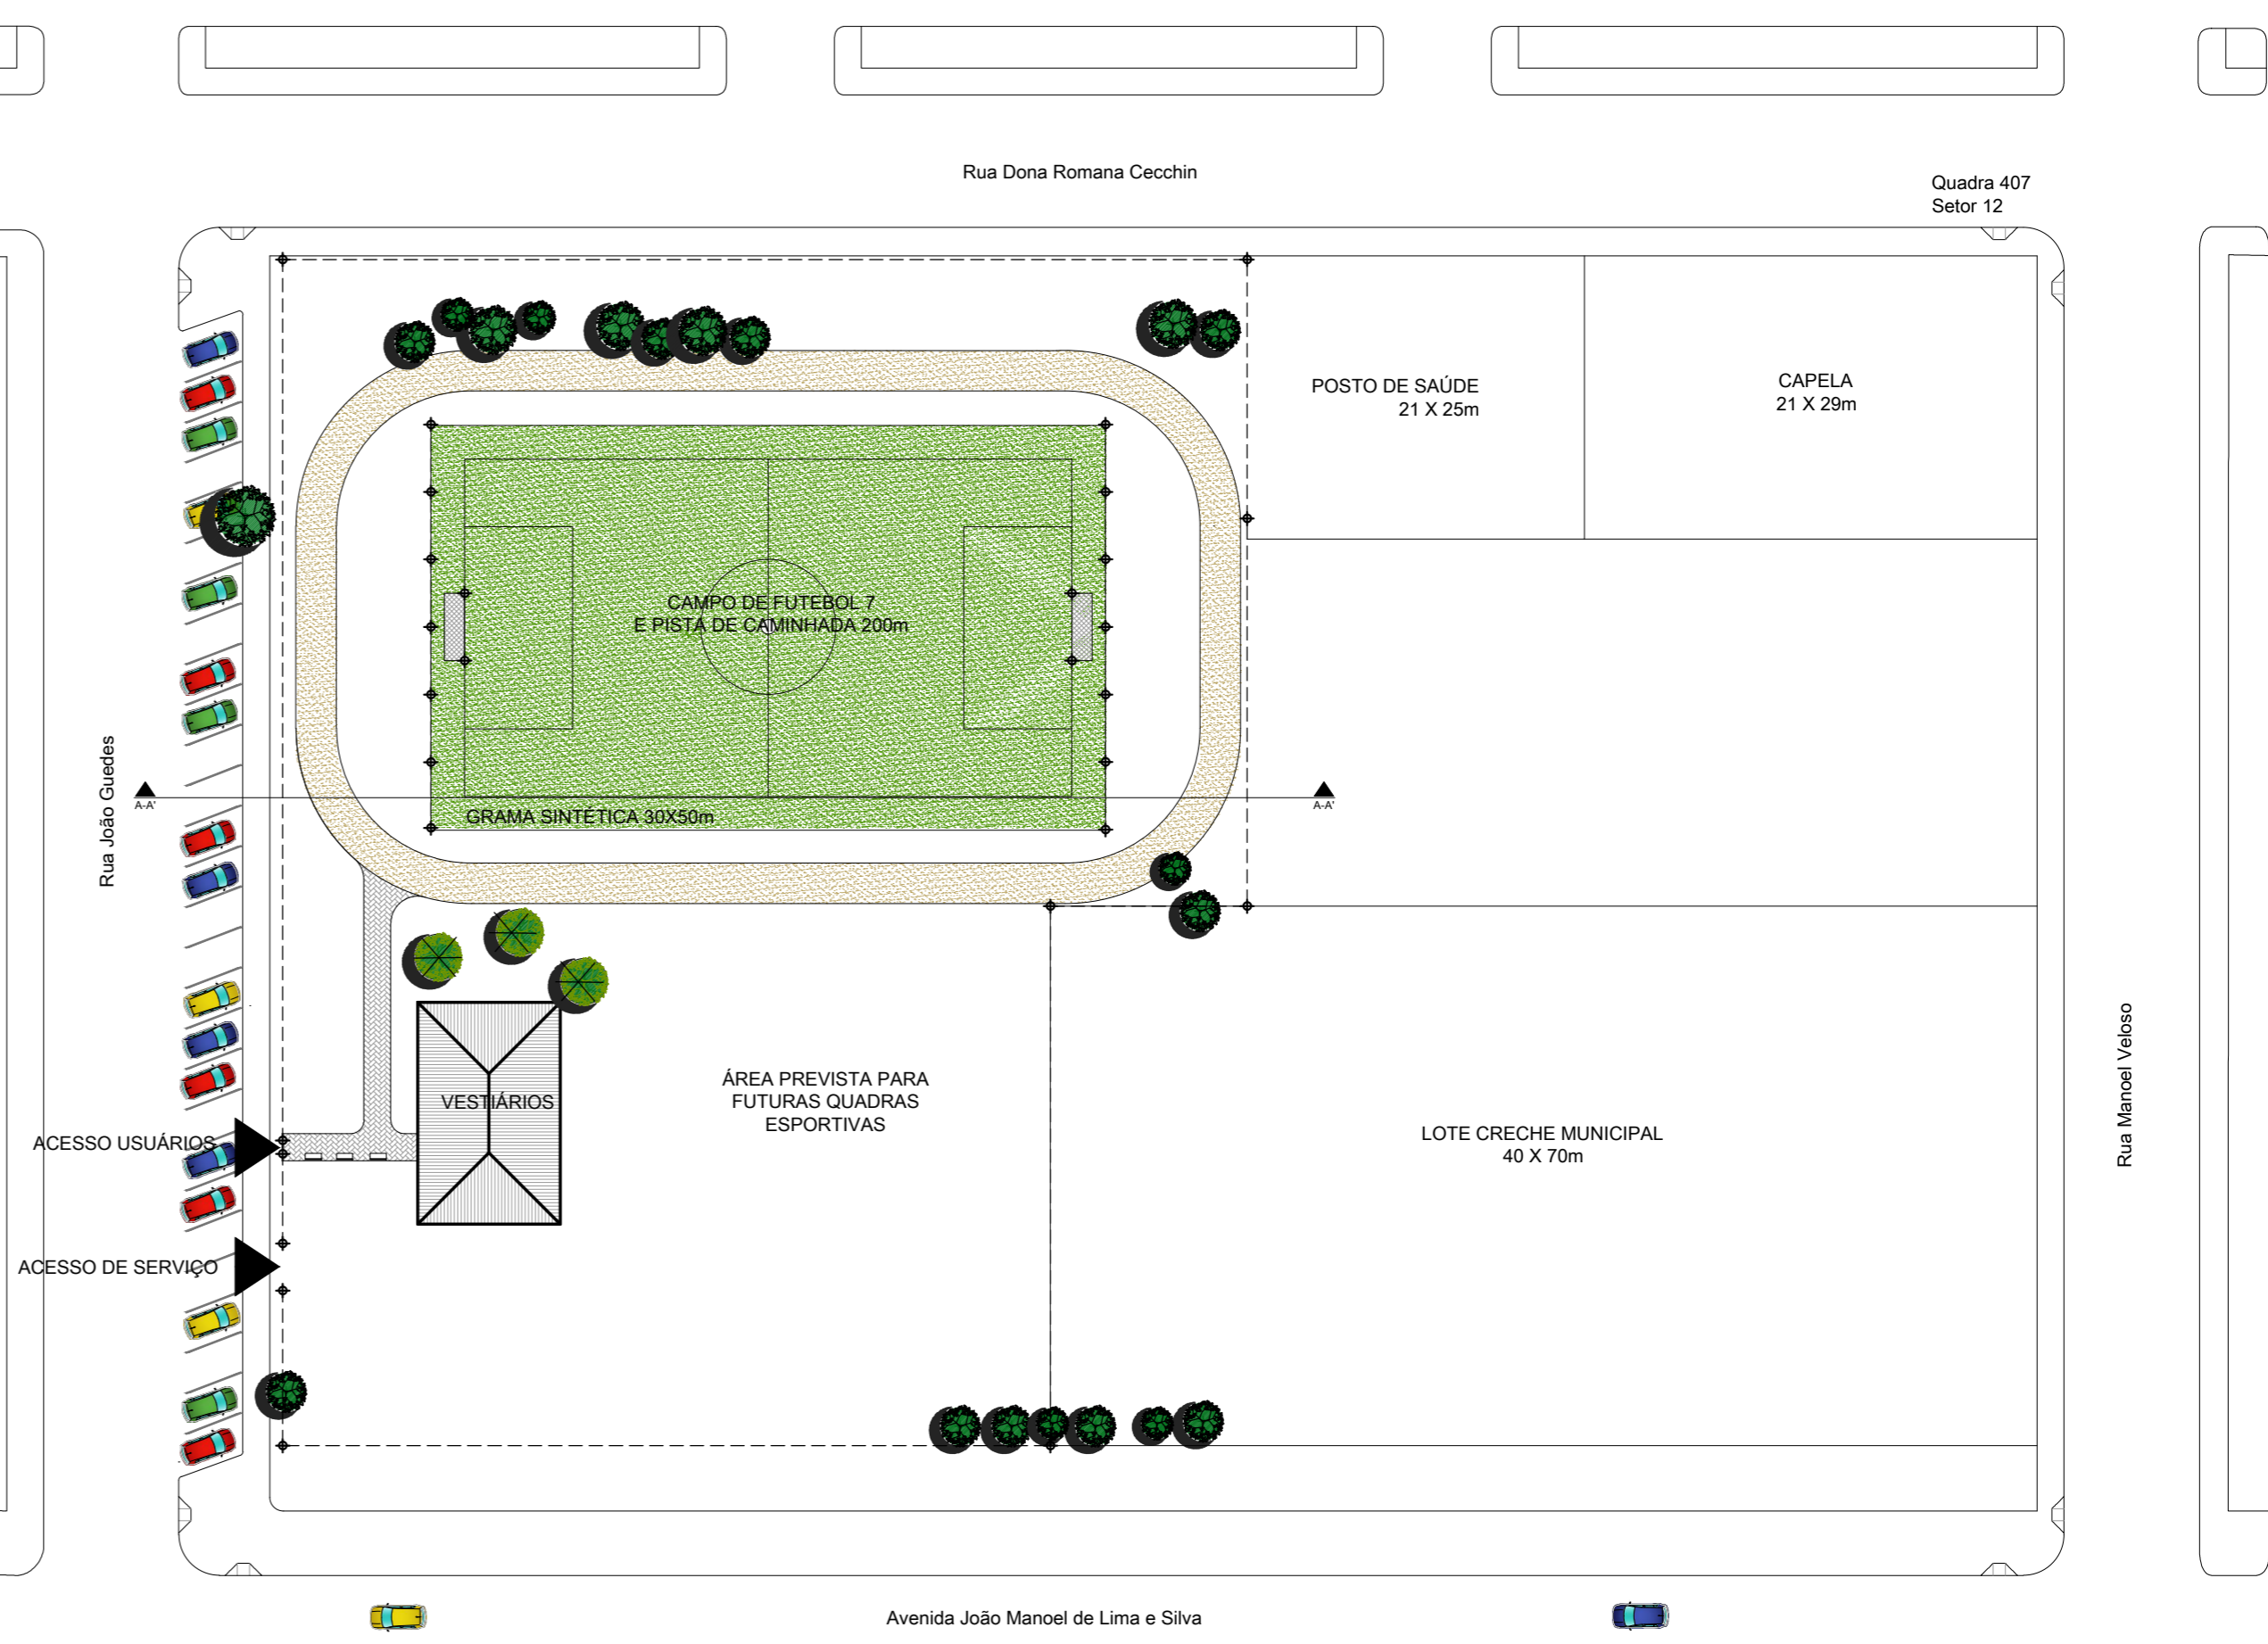 Rua Dona Romana Cecchin
Quadra 407
Setor 12
POSTO DE SAÚDE
21 X 25m
CAPELA
21 X 29m
CAMPO DE FUTEBOL 7
E PISTA DE CAMINHADA 200m
Rua João Guedes
A-A'
A-A'
GRAMA SINTÉTICA 30X50m
VESTIÁRIOS
ÁREA PREVISTA PARA
FUTURAS QUADRAS
ESPORTIVAS
LOTE CRECHE MUNICIPAL
40 X 70m
Rua Manoel Veloso
ACESSO USUÁRIOS
ACESSO DE SERVIÇO
Avenida João Manoel de Lima e Silva